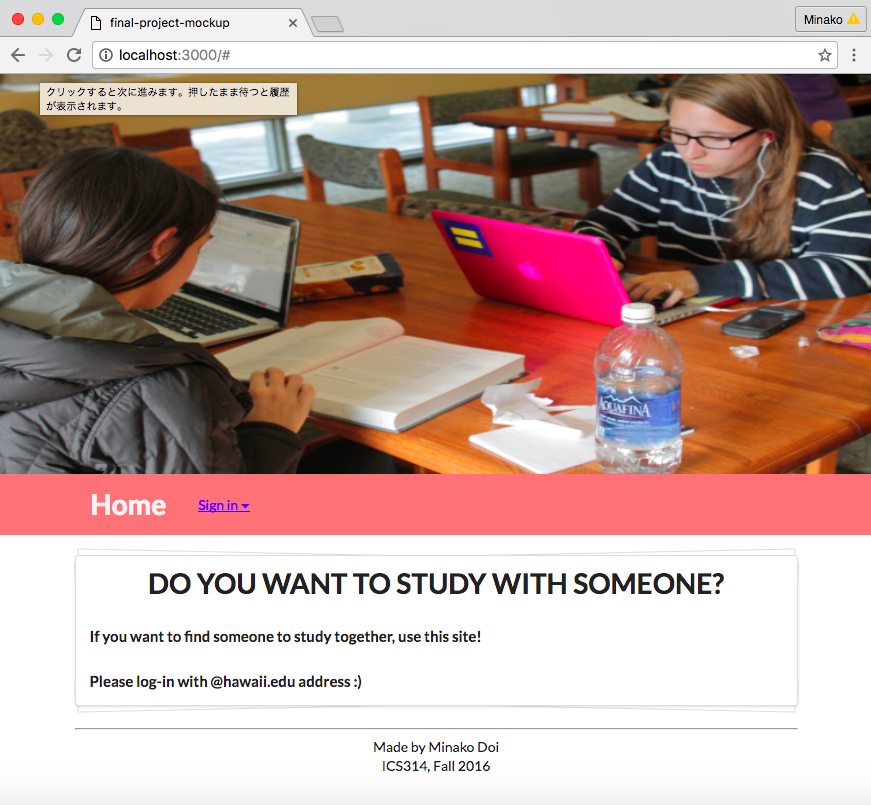 final-project-mockup
Minako
localhost:3000/#
クリックすると次に進みます。押したまま待つと履歴
が表示されます。
AQUAFINA
Home Sign in
DO YOU WANT TO STUDY WITH SOMEONE?
If you want to find someone to study together, use this site!
Please log-in with @hawaii.edu address :)
Made by Minako Doi
ICS314, Fall 2016